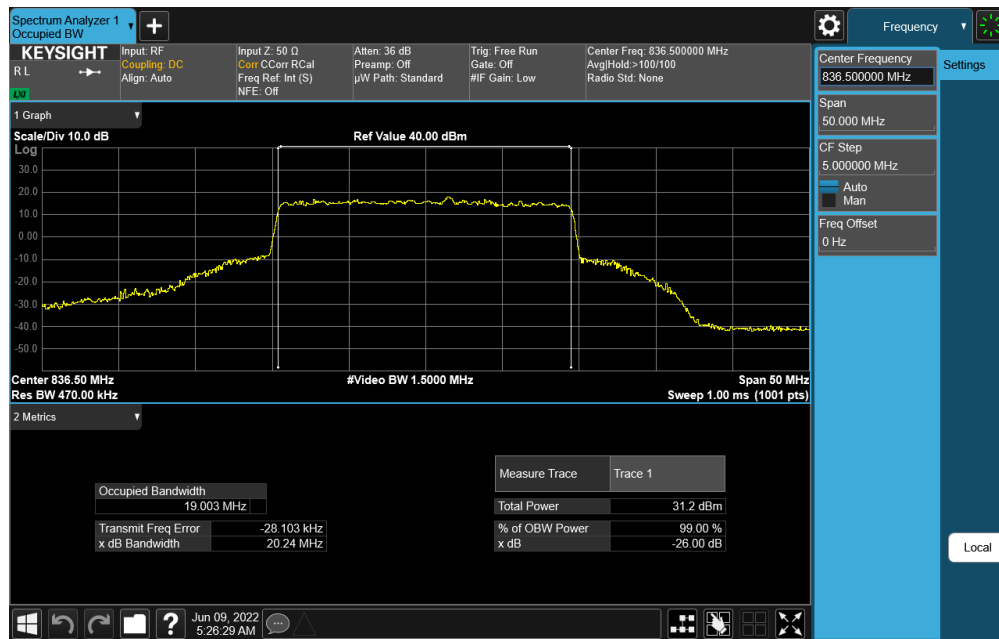 Spectrum Analyzer 1
Occupied BW
Frequency
KEYSIGHT
R L
LXI
Input: RF
Coupling: DC
Align: Auto
Input Z: 50 Ω
Corr CCorr RCal
Freq Ref: Int (S)
NFE: Off
Atten: 36 dB
Preamp: Off
µW Path: Standard
Trig: Free Run
Gate: Off
#IF Gain: Low
Center Freq: 836.500000 MHz
Avg|Hold:>100/100
Radio Std: None
Center Frequency
836.500000 MHz
Settings
Span
50.000 MHz
CF Step
5.000000 MHz
Auto
Man
Freq Offset
0 Hz
Local
1 Graph
Scale/Div 10.0 dB
Ref Value 40.00 dBm
Log
30.0
20.0
10.0
0.00
-10.0
-20.0
-30.0
-40.0
-50.0
Center 836.50 MHz
#Video BW 1.5000 MHz
Span 50 MHz
Res BW 470.00 kHz
Sweep 1.00 ms (1001 pts)
2 Metrics
Occupied Bandwidth
19.003 MHz
Transmit Freq Error -28.103 kHz
x dB Bandwidth 20.24 MHz
Measure Trace Trace 1
Total Power 31.2 dBm
% of OBW Power 99.00 %
x dB -26.00 dB
?
Jun 09, 2022
5:26:29 AM